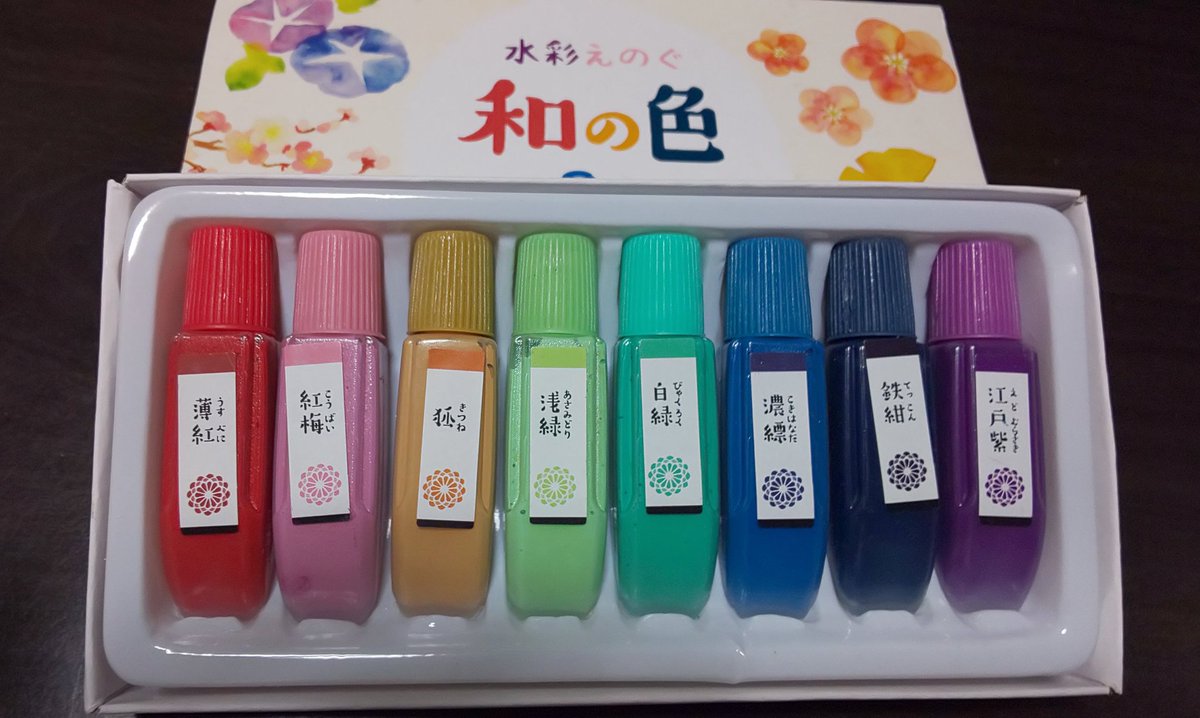 水彩えのぐ
和の色
薄紅
うすべに
紅梅
こうばい
狐
きつね
浅緑
あさみどり
白緑
びゃくろく
濃縹
こきはなだ
鉄紺
てっこん
江戸紫
えどむらさき